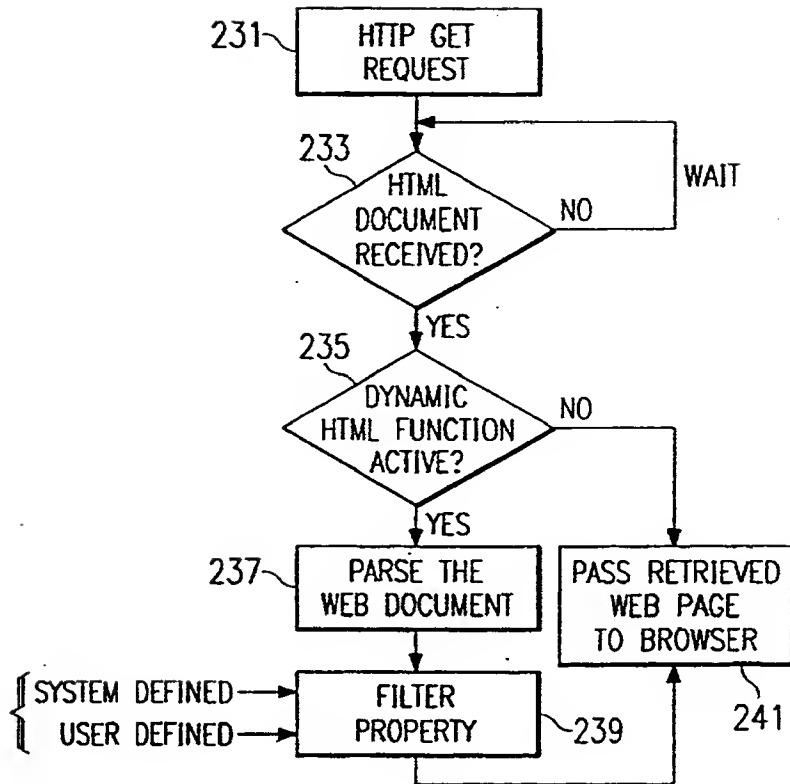 231
HTTP GET
REQUEST
233
HTML
DOCUMENT
RECEIVED?
NO
WAIT
YES
235
DYNAMIC
HTML FUNCTION
ACTIVE?
NO
YES
237
PARSE THE
WEB DOCUMENT
PASS RETRIEVED
WEB PAGE
TO BROWSER
241
SYSTEM DEFINED
USER DEFINED
FILTER
PROPERTY
239